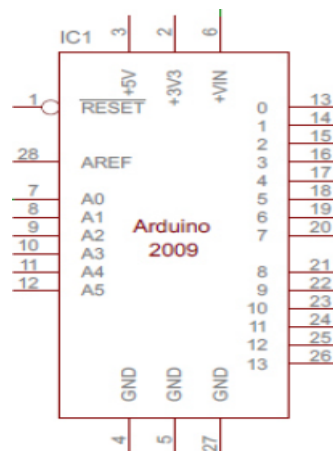 IC1
3
2
6
+5V
+3V3
+VIN
1
RESET
28
AREF
7
A0
8
A1
9
A2
10
A3
11
A4
12
A5
Arduino
2009
0
13
1
14
2
15
3
16
4
17
5
18
6
19
7
20
8
21
9
22
10
23
11
24
12
25
13
26
GND
GND
GND
4
5
27